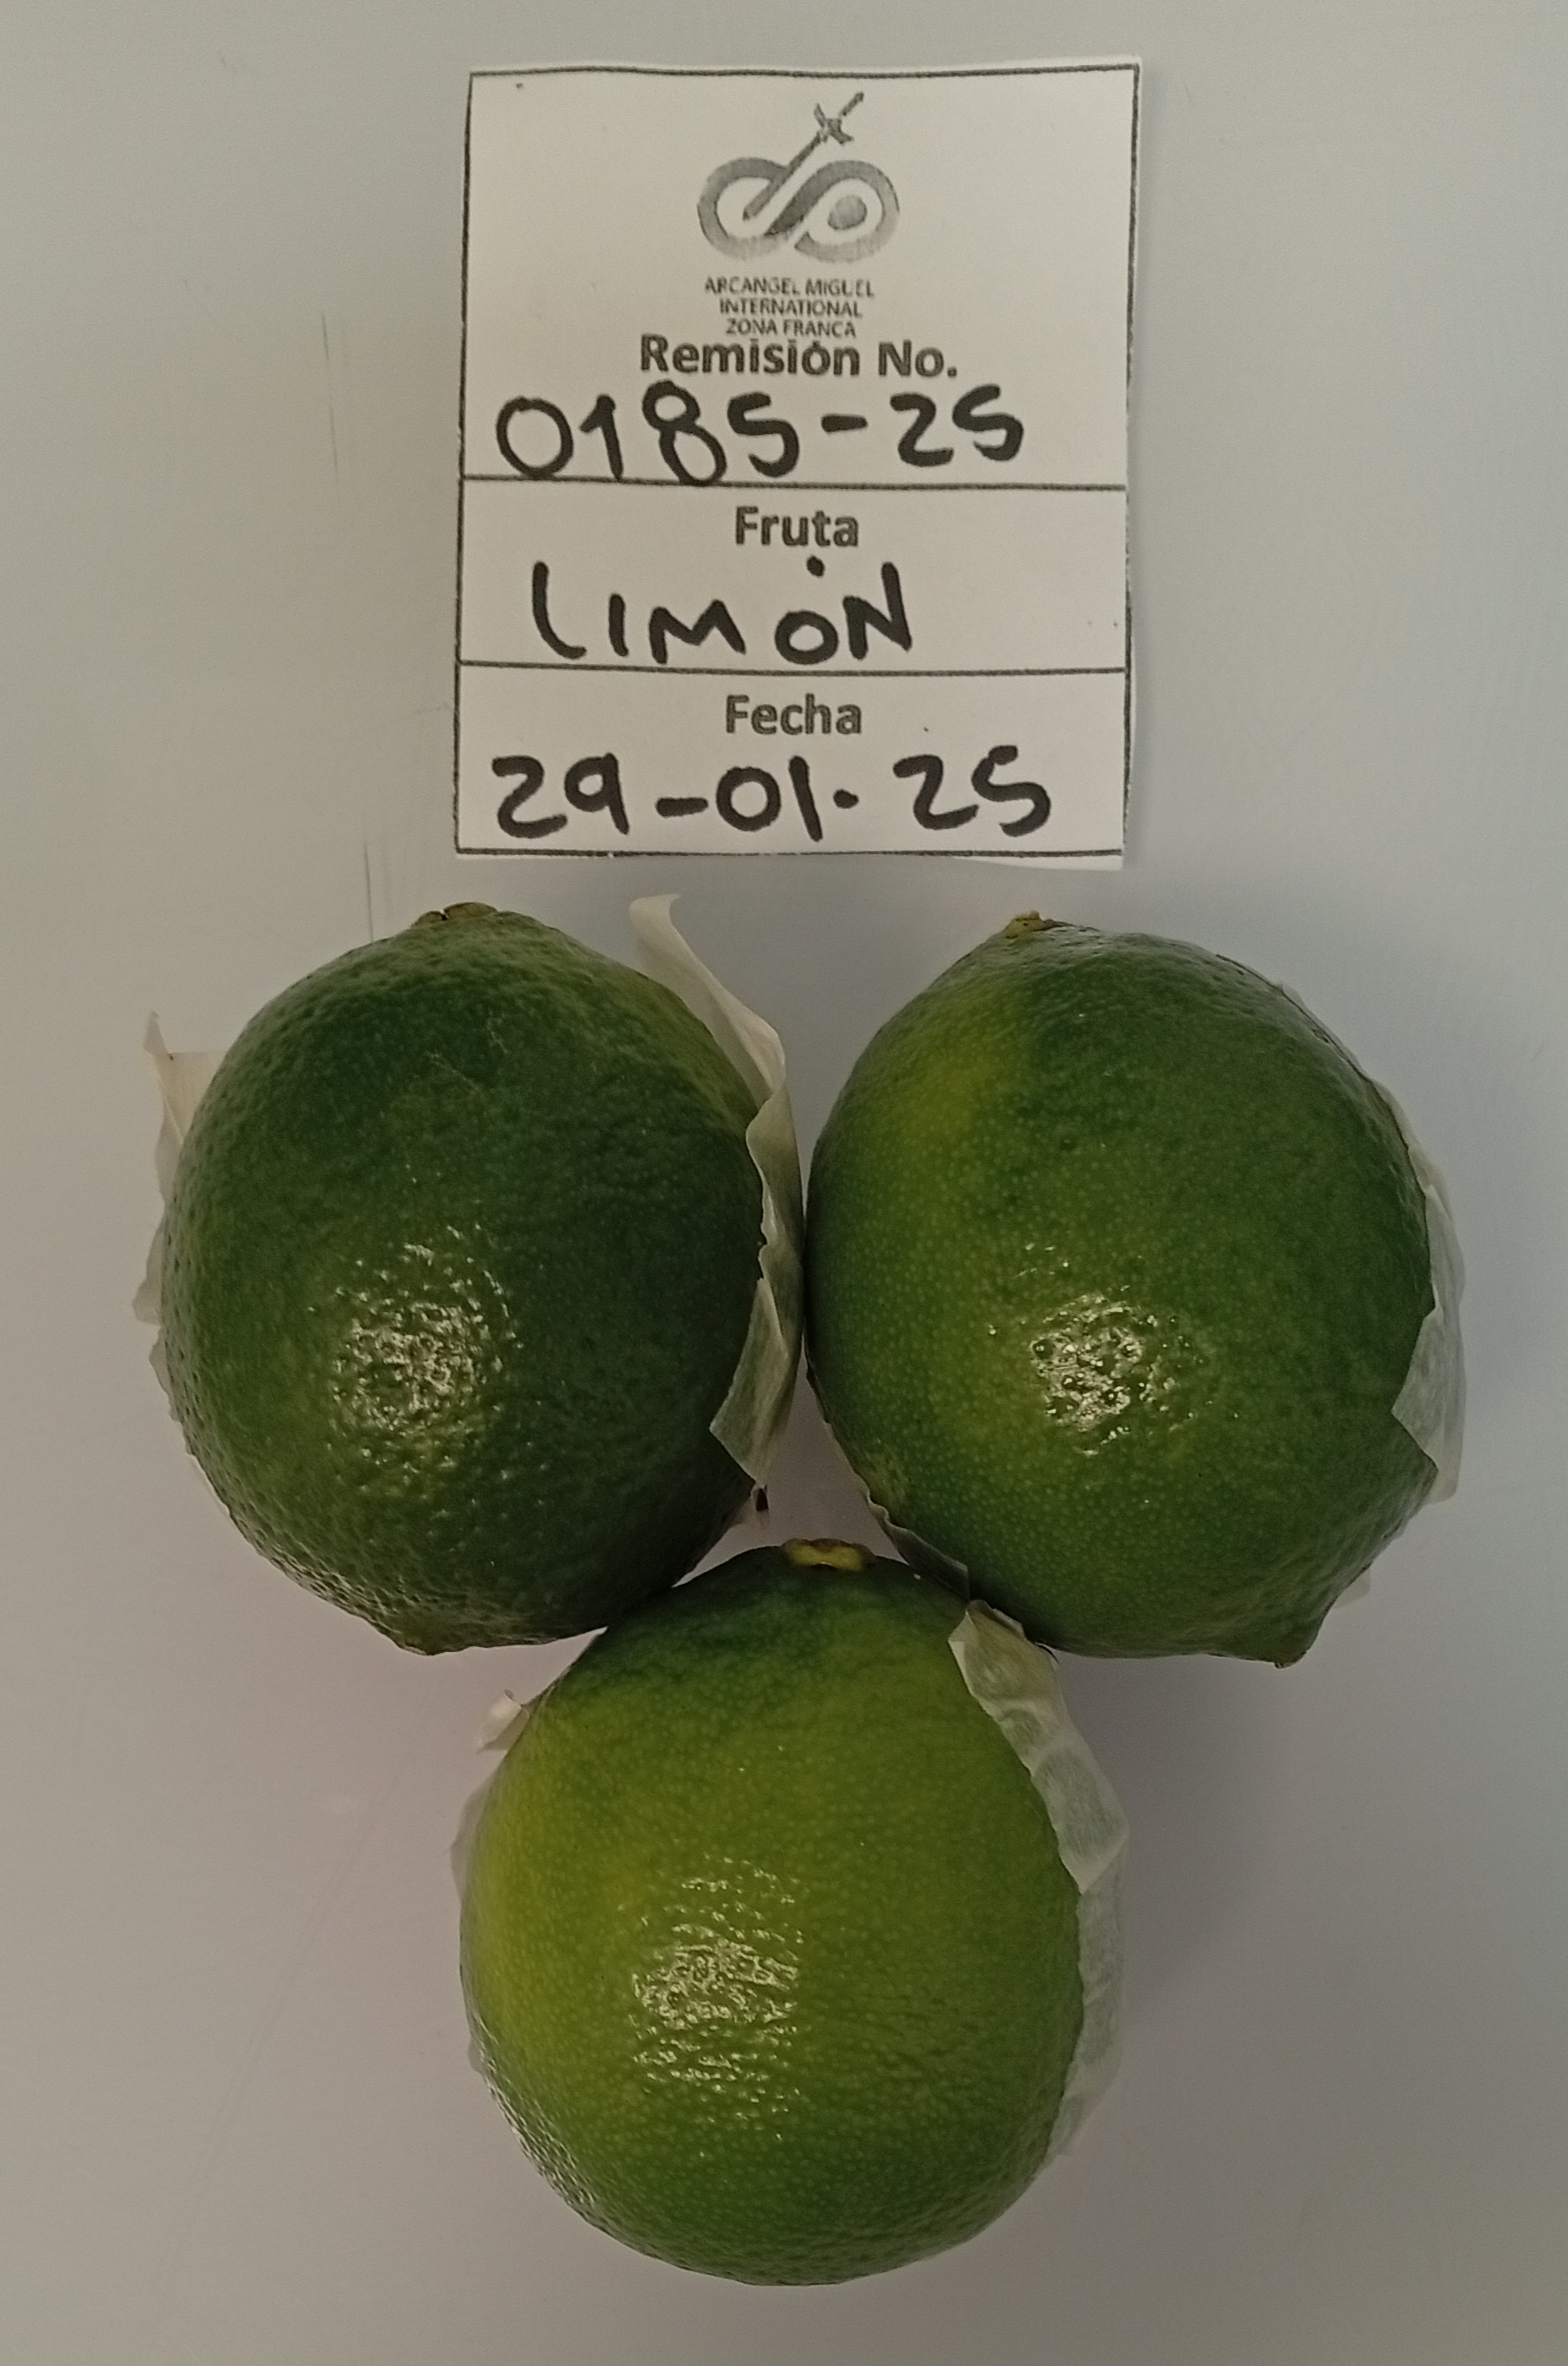 ARCANGEL MIGUEL
INTERNATIONAL
ZONA FRANCA
Remisión No.
0185-25
Fruta
LIMÓN
Fecha
29-01-25